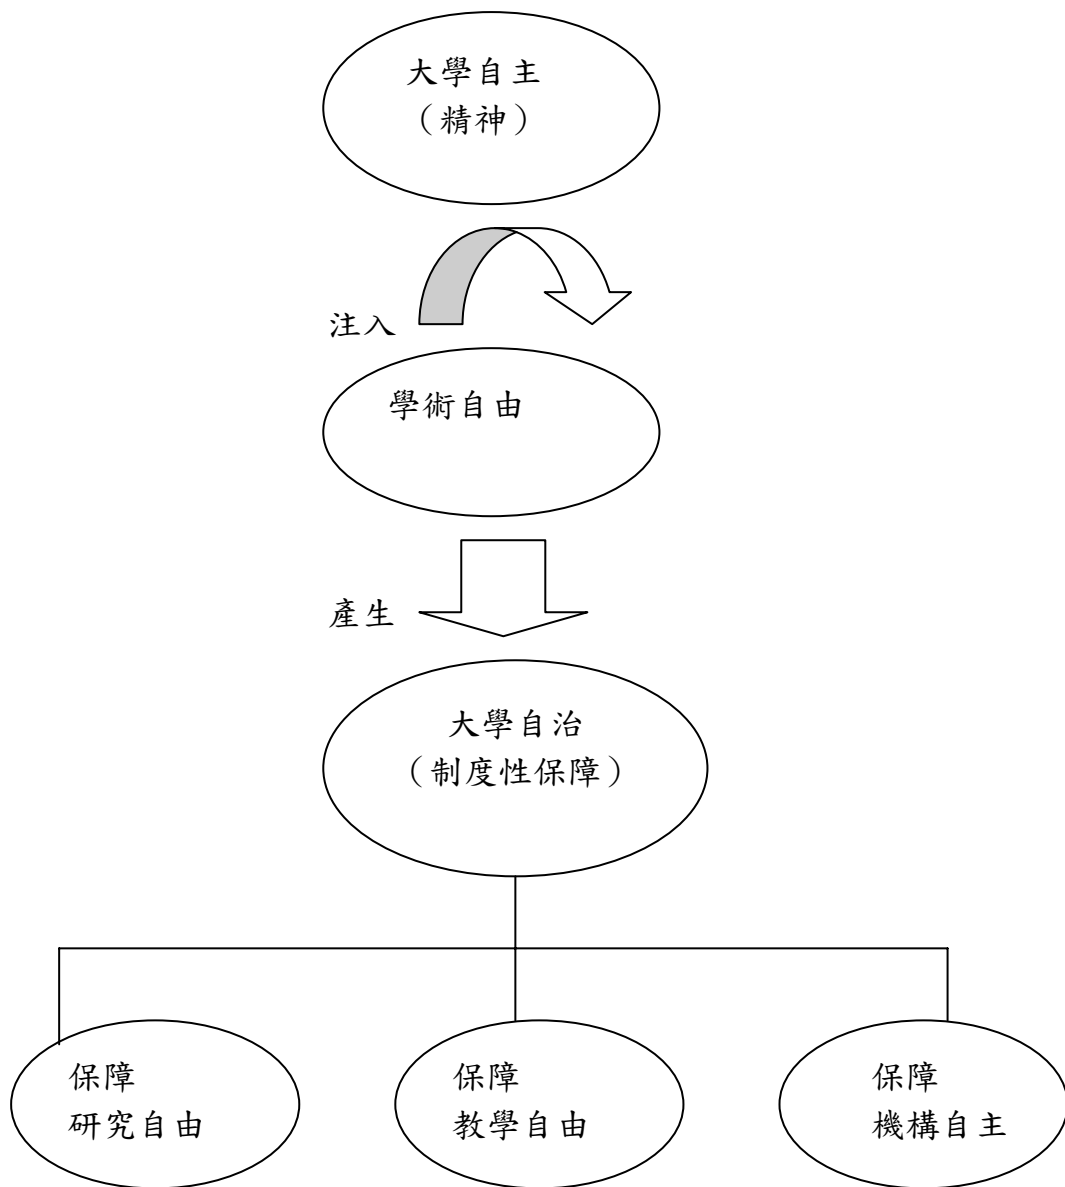 大學自主
（精神）
注入
學術自由
產生
大學自治
（制度性保障）
保障
研究自由
保障
教學自由
保障
機構自主